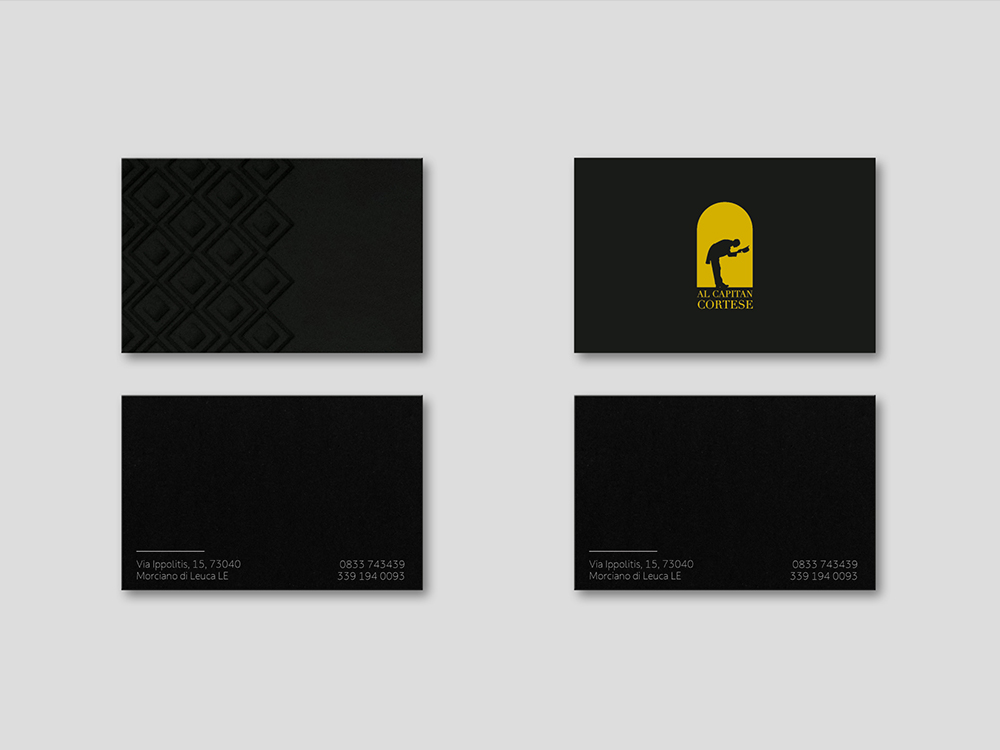 AL CAPITAN
CORTESE
Via Ippolitis, 15, 73040
Morciano di Leuca LE
0833 743439
339 194 0093
Via Ippolitis, 15, 73040
Morciano di Leuca LE
0833 743439
339 194 0093